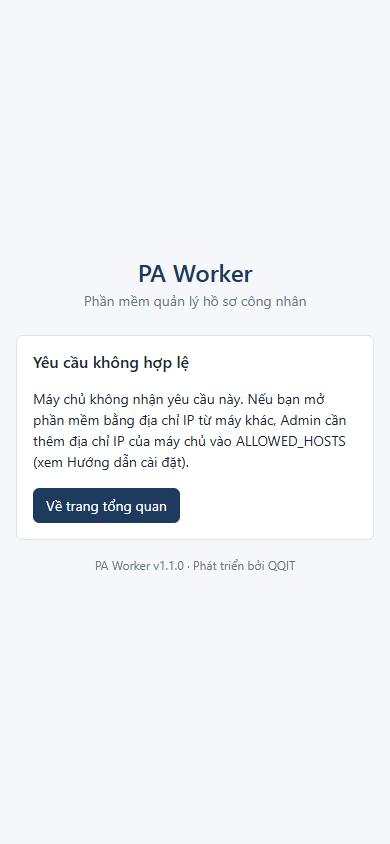 PA Worker
Phần mềm quản lý hồ sơ công nhân
Yêu cầu không hợp lệ
Máy chủ không nhận yêu cầu này. Nếu bạn mở
phần mềm bằng địa chỉ IP từ máy khác, Admin cần
thêm địa chỉ IP của máy chủ vào ALLOWED_HOSTS
(xem Hướng dẫn cài đặt).
Về trang tổng quan
PA Worker v1.1.0 · Phát triển bởi QQIT